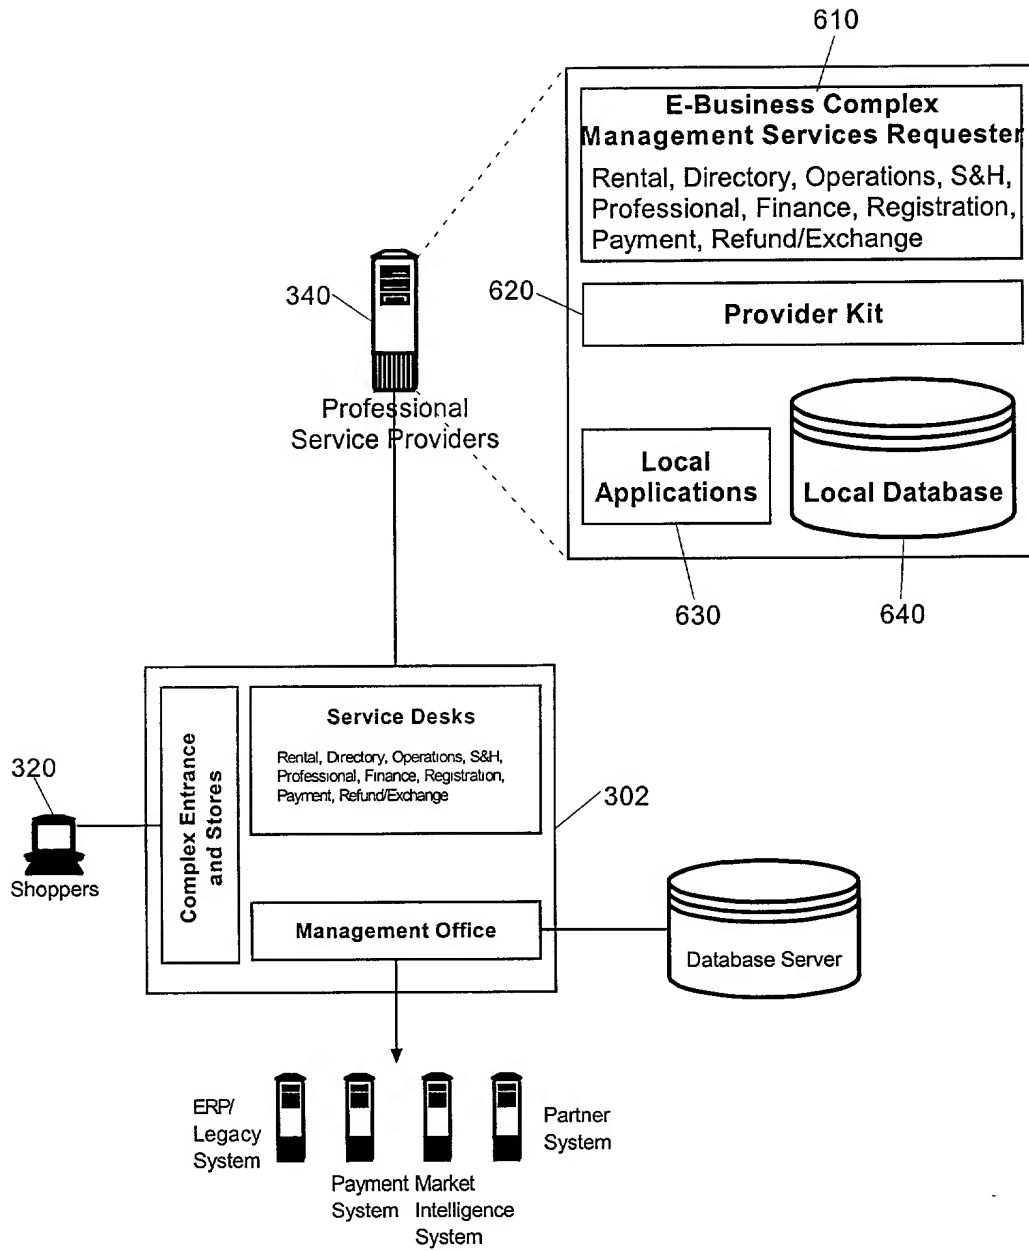 610
E-Business Complex
Management Services Requester
Rental, Directory, Operations, S&H,
Professional, Finance, Registration,
Payment, Refund/Exchange
340
620
Provider Kit
Professional
Service Providers
Local
Applications
Local Database
630
640
Service Desks
Rental, Directory, Operations, S&H,
Professional, Finance, Registration,
Payment, Refund/Exchange
320
302
Complex Entrance
and Stores
Shoppers
Management Office
Database Server
ERP/
Legacy
System
Payment
System
Market
Intelligence
System
Partner
System